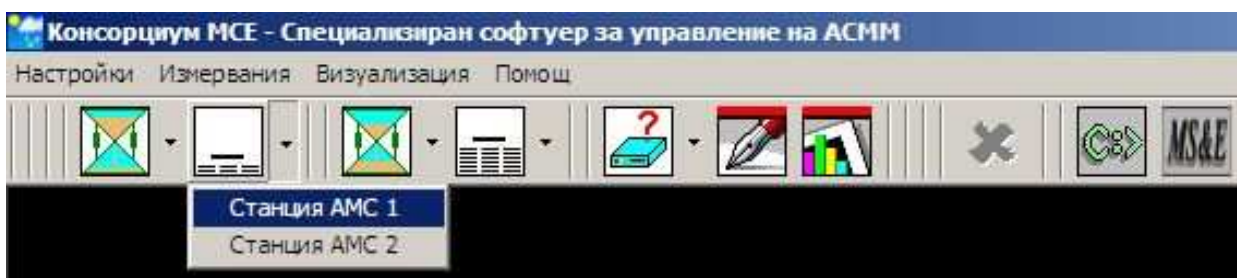 Консорциум МСЕ - Специализиран софтуер за управление на АСММ
Настройки Измервания Визуализация Помощ
?
C:> MS&E
Станция АМС 1
Станция АМС 2